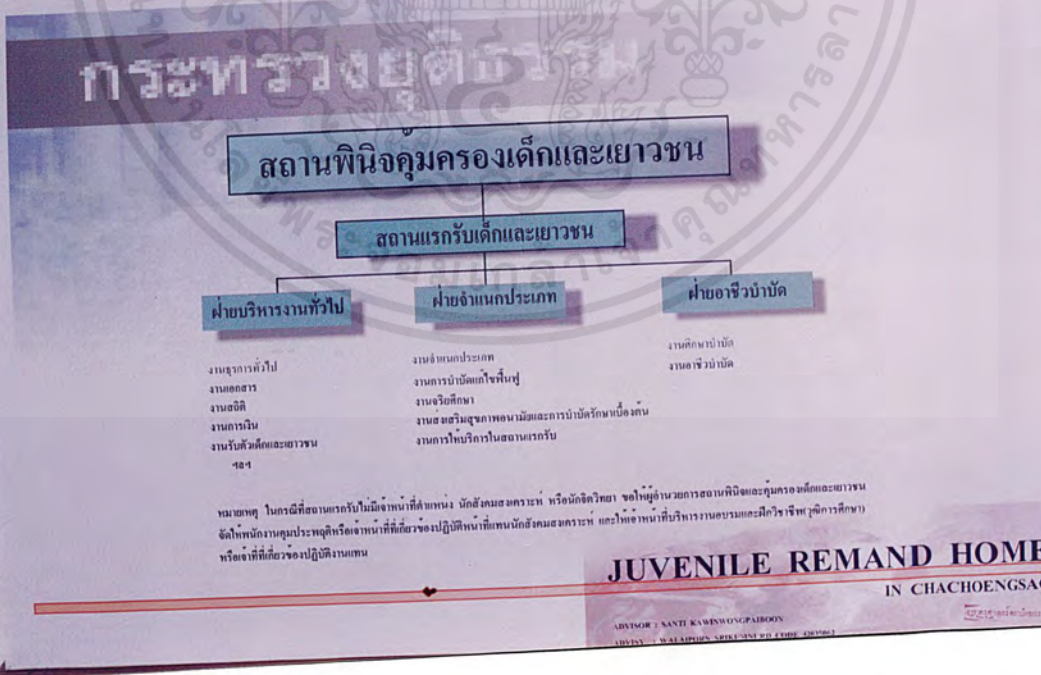 กระทรวงยุติธรรม
สถานพินิจคุ้มครองเด็กและเยาวชน
สถานแรกรับเด็กและเยาวชน
ฝ่ายบริหารงานทั่วไป
ฝ่ายจำแนกประเภท
ฝ่ายอาชีวบำบัด
งานธุรการทั่วไป
งานเอกสาร
งานสถิติ
งานการเงิน
งานรับตัวเด็กและเยาวชน
ฯลฯ
งานจำแนกประเภท
งานการบำบัดแก้ไขฟื้นฟู
งานจริยศึกษา
งานส่งเสริมสุขภาพอนามัยและการบำบัดรักษาเบื้องต้น
งานการให้บริการในสถานแรกรับ
งานศึกษาบำบัด
งานอาชีวบำบัด
หมายเหตุ ในกรณีที่สถานแรกรับไม่มีเจ้าหน้าที่ตำแหน่ง นักสังคมสงเคราะห์ หรือนักจิตวิทยา ขอให้ผู้อำนวยการสถานพินิจและคุ้มครองเด็กและเยาวชน
จัดให้พนักงานคุมประพฤติหรือเจ้าหน้าที่ที่เกี่ยวข้องปฏิบัติหน้าที่แทนนักสังคมสงเคราะห์ และให้เจ้าหน้าที่บริหารงานอบรมและฝึกวิชาชีพ(วุฒิการศึกษา)
หรือเจ้าที่ที่เกี่ยวข้องปฏิบัติงานแทน
JUVENILE REMAND HOME
IN CHACHOENGSAO
ADVISOR : SANTI KAWINWONGPAIBOON